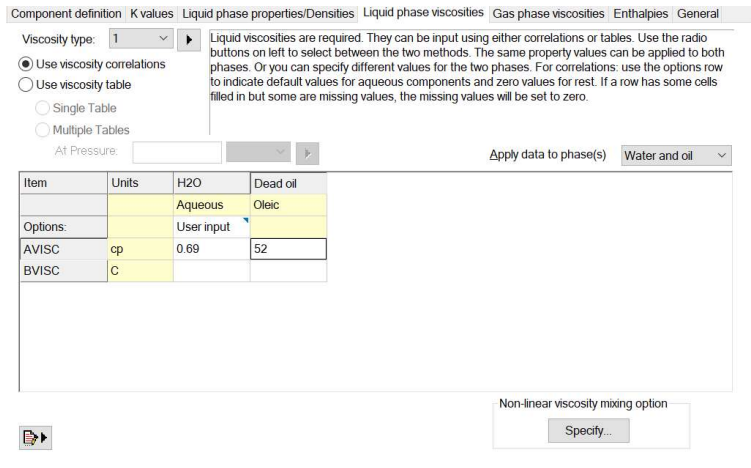 Component definition K values Liquid phase properties/Densities Liquid phase viscosities Gas phase viscosities Enthalpies General
Viscosity type: 1
Liquid viscosities are required. They can be input using either correlations or tables. Use the radio
buttons on left to select between the two methods. The same property values can be applied to both
phases. Or you can specify different values for the two phases. For correlations: use the options row
to indicate default values for aqueous components and zero values for rest. If a row has some cells
filled in but some are missing values, the missing values will be set to zero.
Use viscosity correlations
Use viscosity table
Single Table
Multiple Tables
At Pressure:
Apply data to phase(s) Water and oil
Item Units H2O Dead oil
Aqueous Oleic
Options: User input
AVISC cp 0.69 52
BVISC C
Non-linear viscosity mixing option
Specify...